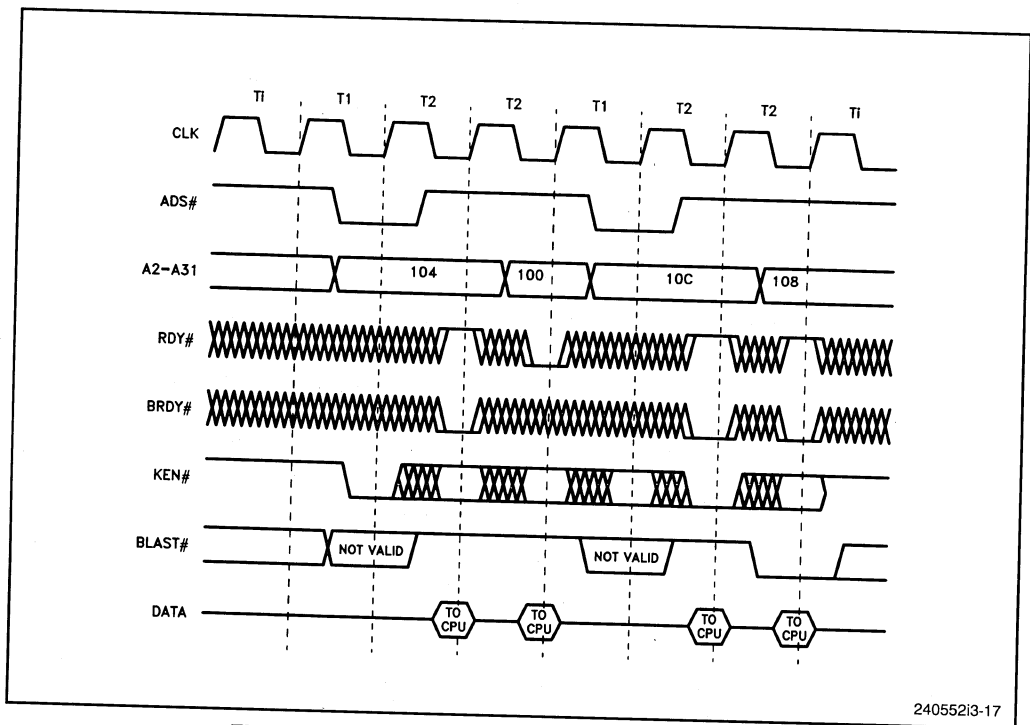 Ti T1 T2 T2 T1 T2 T2 Ti
CLK
ADS#
A2–A31 104 100 10C 108
RDY#
BRDY#
KEN#
BLAST# NOT VALID NOT VALID
DATA TO CPU TO CPU TO CPU TO CPU
240552i3-17